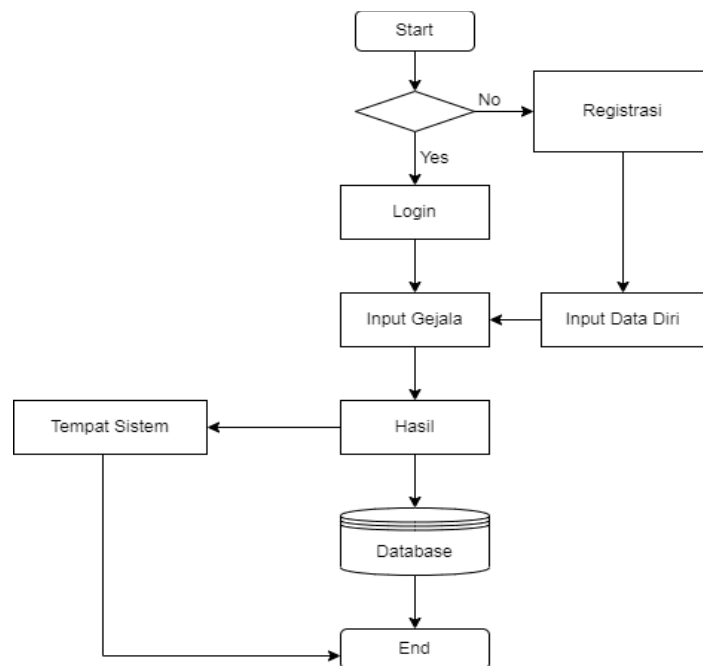 Start
No
Registrasi
Yes
Login
Input Gejala
Input Data Diri
Tempat Sistem
Hasil
Database
End